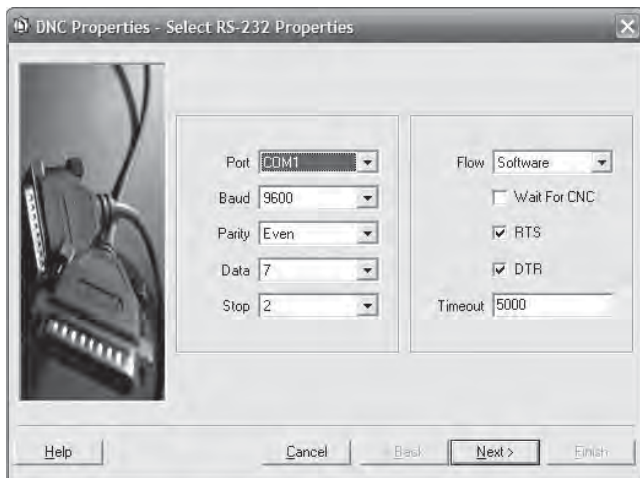 DNC Properties - Select RS-232 Properties
Port COM1
Baud 9600
Parity Even
Data 7
Stop 2
Flow Software
Wait For CNC
RTS
DTR
Timeout 5000
Help Cancel < Back Next > Finish